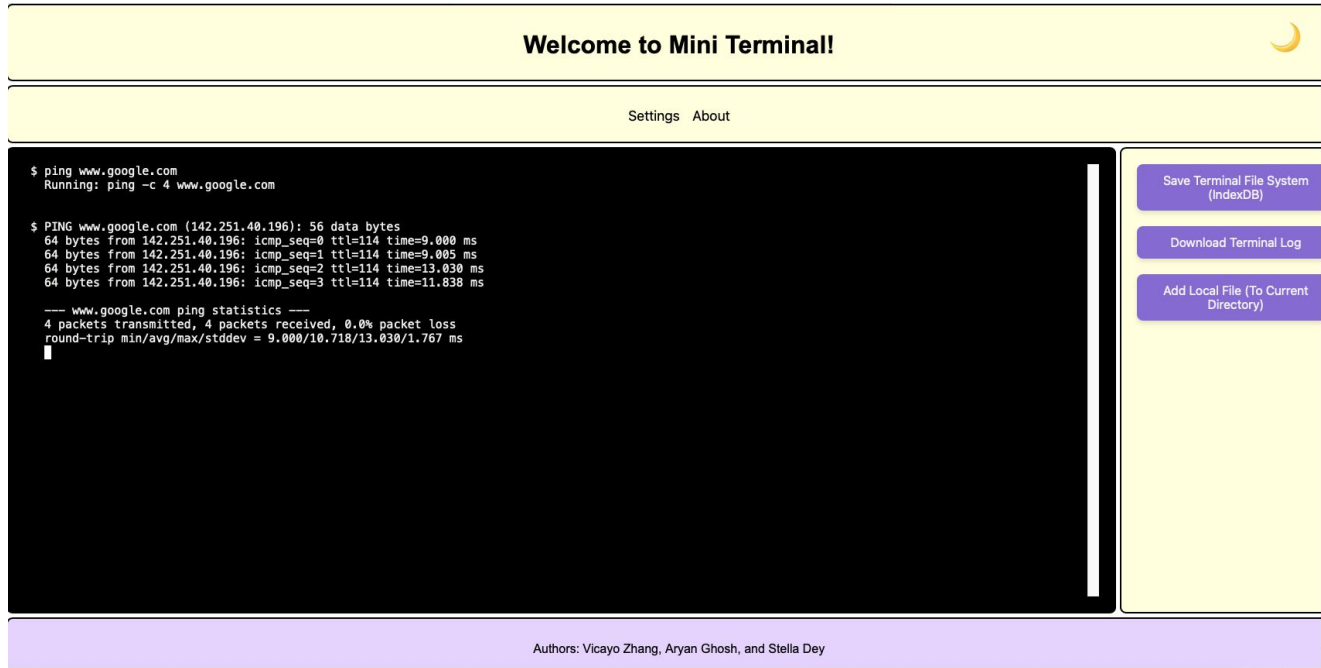 Welcome to Mini Terminal!
Settings About
$ ping www.google.com
Running: ping -c 4 www.google.com
$ PING www.google.com (142.251.40.196): 56 data bytes
64 bytes from 142.251.40.196: icmp_seq=0 ttl=114 time=9.000 ms
64 bytes from 142.251.40.196: icmp_seq=1 ttl=114 time=9.005 ms
64 bytes from 142.251.40.196: icmp_seq=2 ttl=114 time=13.030 ms
64 bytes from 142.251.40.196: icmp_seq=3 ttl=114 time=11.838 ms
--- www.google.com ping statistics ---
4 packets transmitted, 4 packets received, 0.0% packet loss
round-trip min/avg/max/stddev = 9.000/10.718/13.030/1.767 ms
Save Terminal File System
(IndexDB)
Download Terminal Log
Add Local File (To Current
Directory)
Authors: Vicayo Zhang, Aryan Ghosh, and Stella Dey